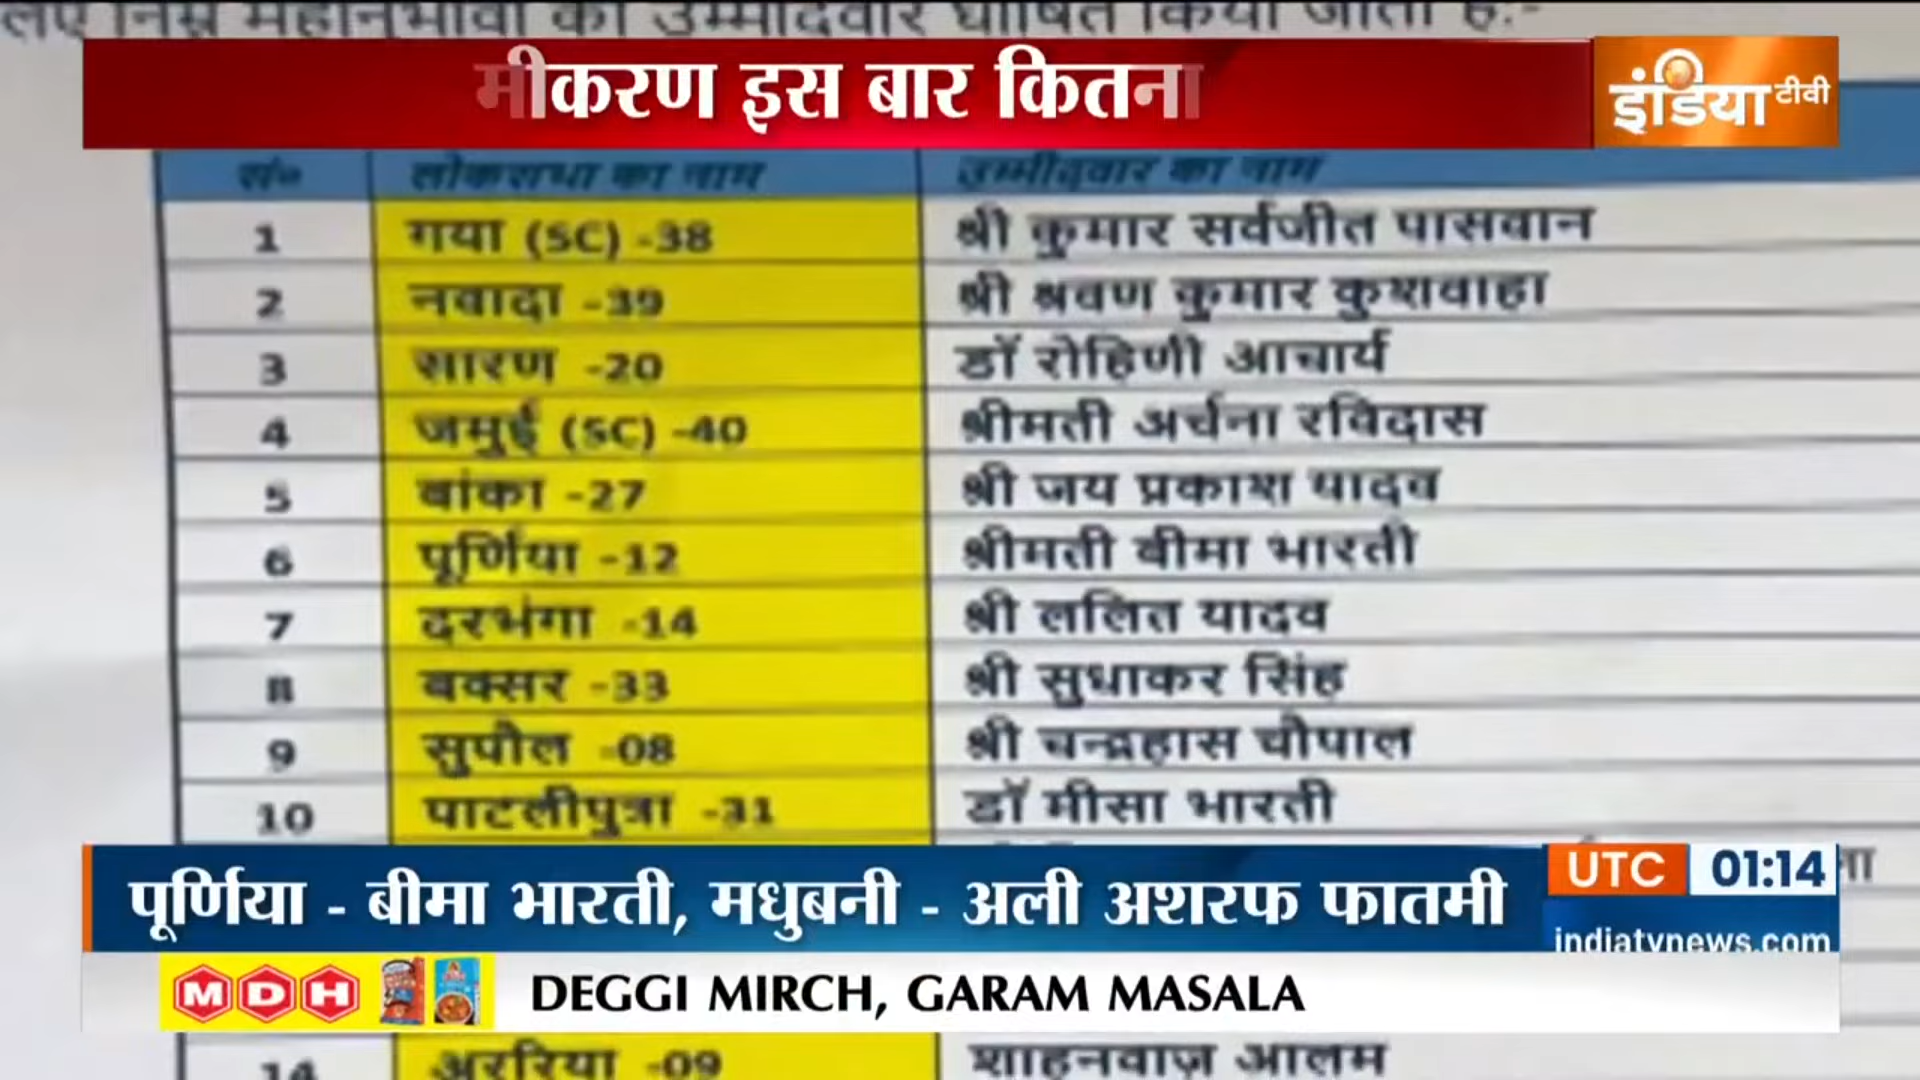 लिए निम्न महानुभावों को उम्मीदवार घोषित किया जाता है:-
मीकरण इस बार कितना
इंडिया टीवी
सं० लोकसभा का नाम उम्मीदवार का नाम
1 गया (SC) -38 श्री कुमार सर्वजीत पासवान
2 नवादा -39 श्री श्रवण कुमार कुशवाहा
3 सारण -20 डॉ रोहिणी आचार्य
4 जमुई (SC) -40 श्रीमती अर्चना रविदास
5 बांका -27 श्री जय प्रकाश यादव
6 पूर्णिया -12 श्रीमती बीमा भारती
7 दरभंगा -14 श्री ललित यादव
8 बक्सर -33 श्री सुधाकर सिंह
9 सुपौल -08 श्री चन्द्रहास चौपाल
10 पाटलीपुत्रा -31 डॉ मीसा भारती
पूर्णिया - बीमा भारती, मधुबनी - अली अशरफ फातमी
UTC 01:14
indiatvnews.com
MDH DEGGI MIRCH, GARAM MASALA
14 अररिया -09 शाहनवाज़ आलम